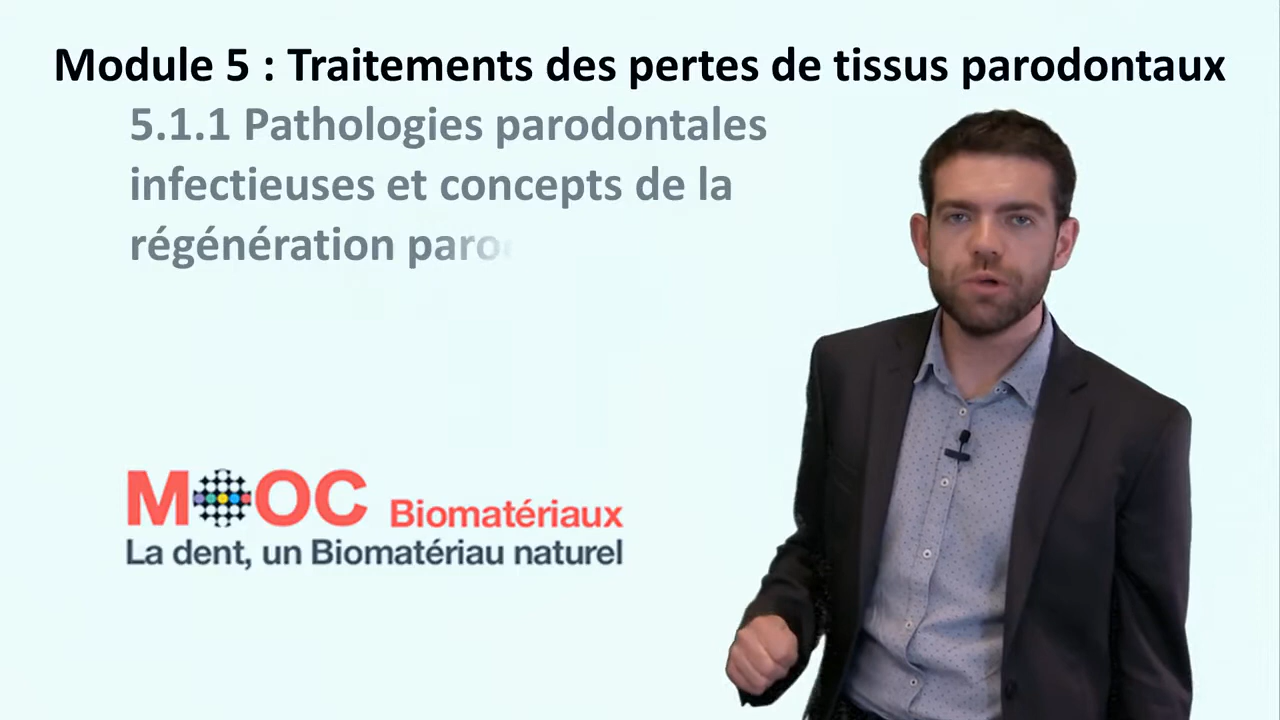 Module 5 : Traitements des pertes de tissus parodontaux
5.1.1 Pathologies parodontales
infectieuses et concepts de la
régénération
MOOC Biomatériaux
La dent, un Biomatériau naturel